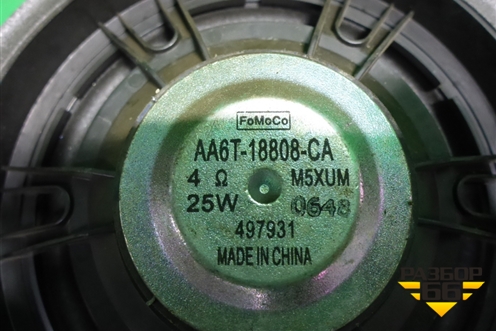 FoMoCo
AA6T-18808-CA
4 Ω M5XUM
25W 0648
497931
MADE IN CHINA
РАЗБОР
66